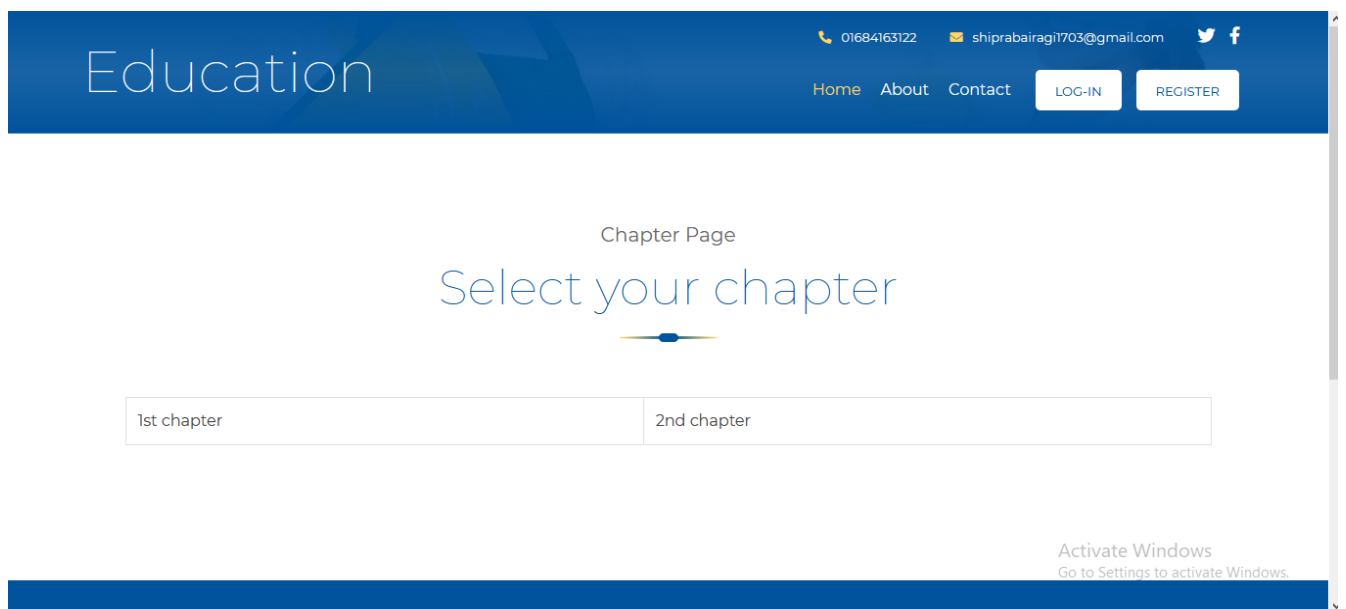 Education
01684163122 shiprabairagi1703@gmail.com
Home About Contact LOG-IN REGISTER
Chapter Page
Select your chapter
1st chapter 2nd chapter
Activate Windows
Go to Settings to activate Windows.